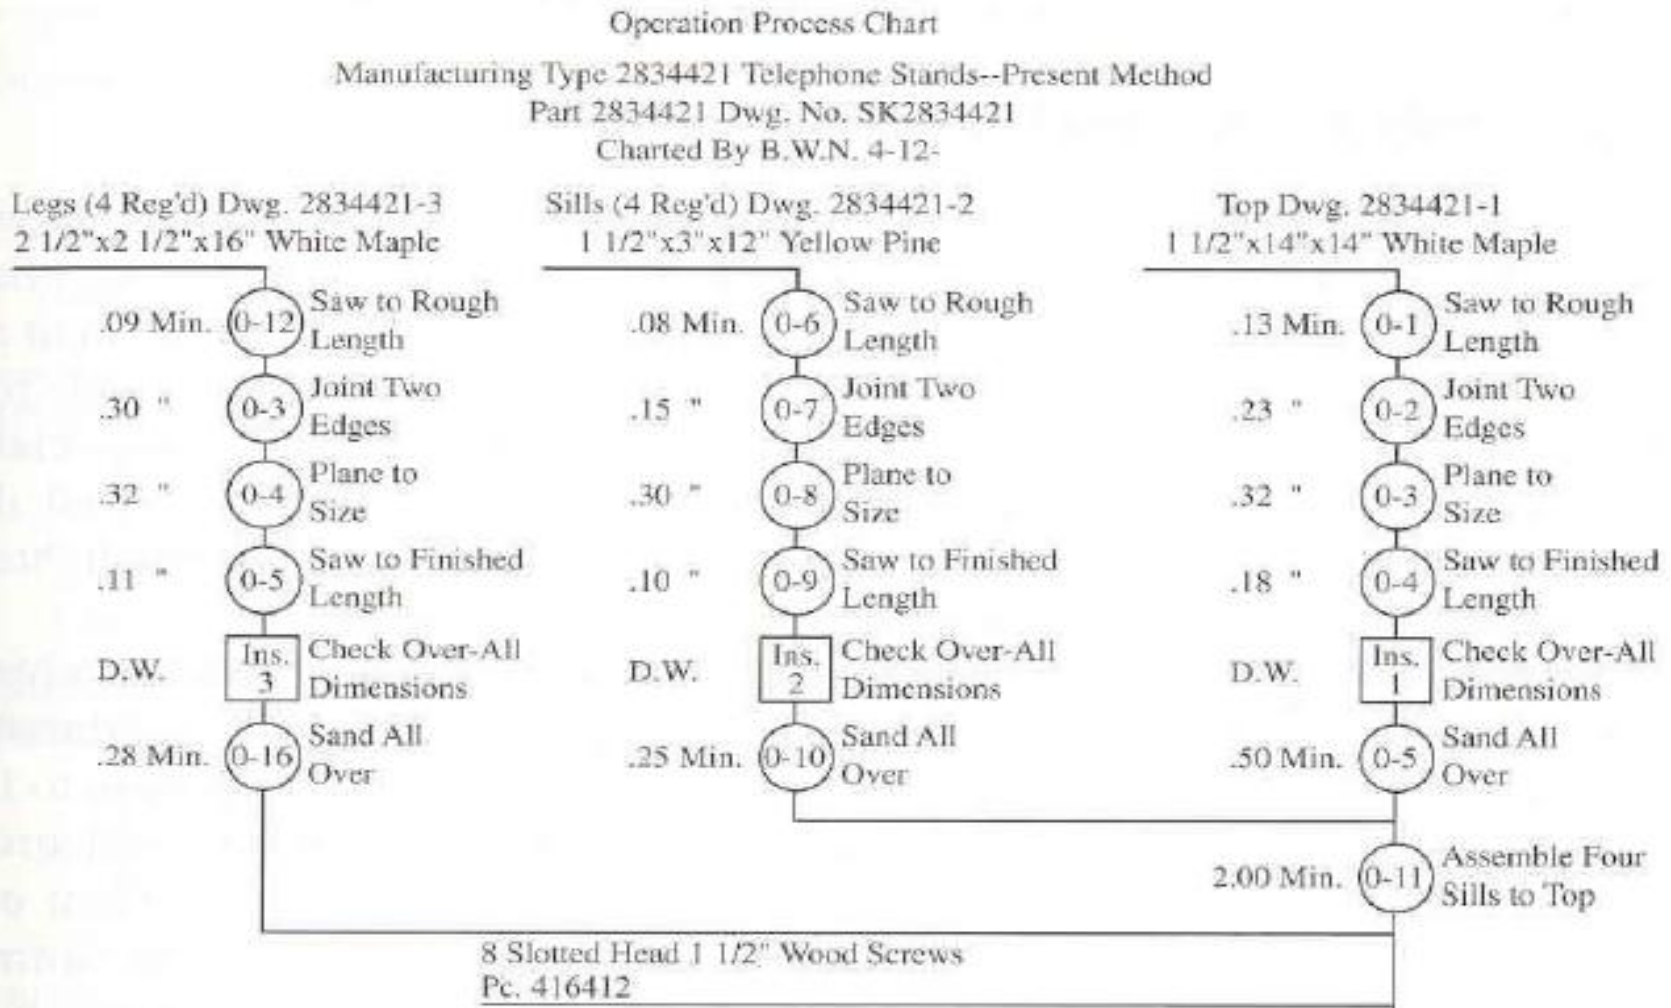 Operation Process Chart
Manufacturing Type 2834421 Telephone Stands--Present Method
Part 2834421 Dwg. No. SK2834421
Charted By B.W.N. 4-12-
Legs (4 Reg'd) Dwg. 2834421-3
2 1/2"x2 1/2"x16" White Maple
.09 Min.
0-12
Saw to Rough
Length
.30 "
0-3
Joint Two
Edges
.32 "
0-4
Plane to
Size
.11 "
0-5
Saw to Finished
Length
D.W.
Ins.
3
Check Over-All
Dimensions
.28 Min.
0-16
Sand All
Over
Sills (4 Reg'd) Dwg. 2834421-2
1 1/2"x3"x12" Yellow Pine
.08 Min.
0-6
Saw to Rough
Length
.15 "
0-7
Joint Two
Edges
.30 "
0-8
Plane to
Size
.10 "
0-9
Saw to Finished
Length
D.W.
Ins.
2
Check Over-All
Dimensions
.25 Min.
0-10
Sand All
Over
Top Dwg. 2834421-1
1 1/2"x14"x14" White Maple
.13 Min.
0-1
Saw to Rough
Length
.23 "
0-2
Joint Two
Edges
.32 "
0-3
Plane to
Size
.18 "
0-4
Saw to Finished
Length
D.W.
Ins.
1
Check Over-All
Dimensions
.50 Min.
0-5
Sand All
Over
2.00 Min.
0-11
Assemble Four
Sills to Top
8 Slotted Head 1 1/2" Wood Screws
Pc. 416412